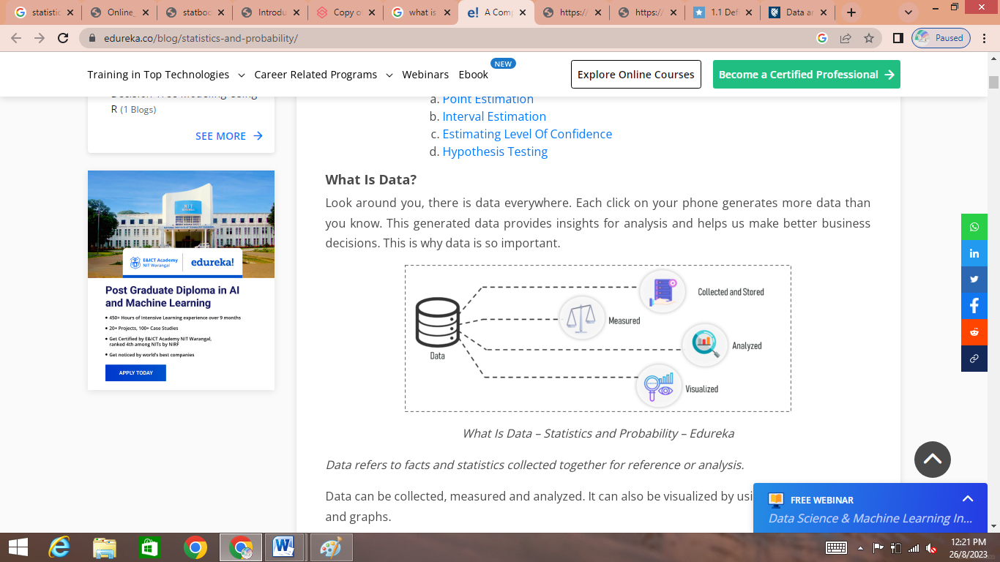 statistic
Online_
statboo
Introdu
Copy of
what is
A Comp
https://
https://
1.1 Defi
Data an
edureka.co/blog/statistics-and-probability/
Paused
Training in Top Technologies
Career Related Programs
Webinars
Ebook
NEW
Explore Online Courses
Become a Certified Professional
Decision Tree Modeling Using
R (1 Blogs)
SEE MORE
a. Point Estimation
b. Interval Estimation
c. Estimating Level Of Confidence
d. Hypothesis Testing
What Is Data?
Look around you, there is data everywhere. Each click on your phone generates more data than
you know. This generated data provides insights for analysis and helps us make better business
decisions. This is why data is so important.
Data
Collected and Stored
Measured
Analyzed
Visualized
What Is Data – Statistics and Probability – Edureka
Data refers to facts and statistics collected together for reference or analysis.
Data can be collected, measured and analyzed. It can also be visualized by usi
and graphs.
NIT
E&ICT Academy
NIT Warangal
edureka!
Post Graduate Diploma in AI
and Machine Learning
• 450+ Hours of Intensive Learning experience over 9 months
• 20+ Projects, 100+ Case Studies
• Get Certified by E&ICT Academy NIT Warangal,
ranked 4th among NITs by NIRF
• Get noticed by world's best companies
APPLY TODAY
FREE WEBINAR
Data Science & Machine Learning In...
12:21 PM
26/8/2023